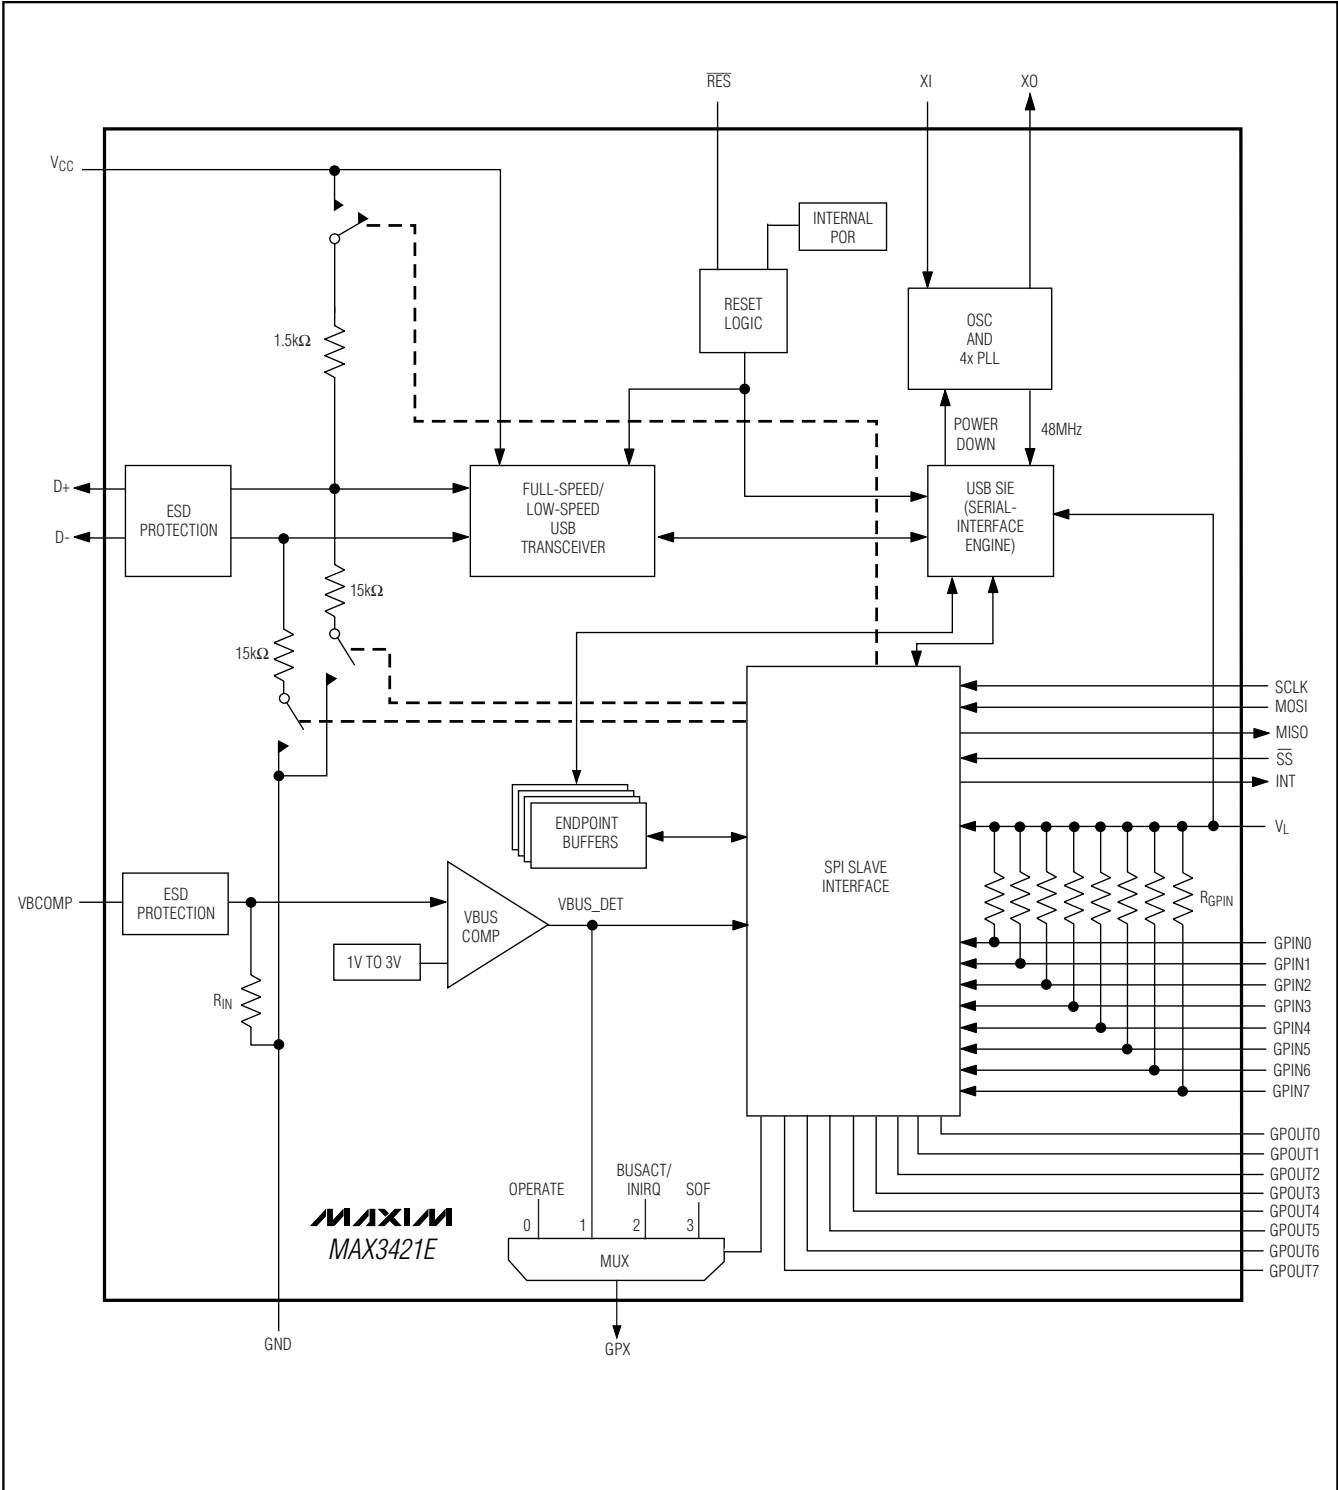 RES
XI
XO
VCC
INTERNAL
POR
RESET
LOGIC
OSC
AND
4x PLL
1.5kΩ
POWER
DOWN
48MHz
D+
D-
ESD
PROTECTION
FULL-SPEED/
LOW-SPEED
USB
TRANSCEIVER
USB SIE
(SERIAL-
INTERFACE
ENGINE)
15kΩ
15kΩ
SCLK
MOSI
MISO
SS
INT
VL
ENDPOINT
BUFFERS
SPI SLAVE
INTERFACE
RGPIN
VBCOMP
ESD
PROTECTION
VBUS
COMP
VBUS_DET
1V TO 3V
RIN
GPIN0
GPIN1
GPIN2
GPIN3
GPIN4
GPIN5
GPIN6
GPIN7
GPOUT0
GPOUT1
GPOUT2
GPOUT3
GPOUT4
GPOUT5
GPOUT6
GPOUT7
OPERATE
BUSACT/
INIRQ
SOF
0
1
2
3
MUX
MAXIM
MAX3421E
GND
GPX